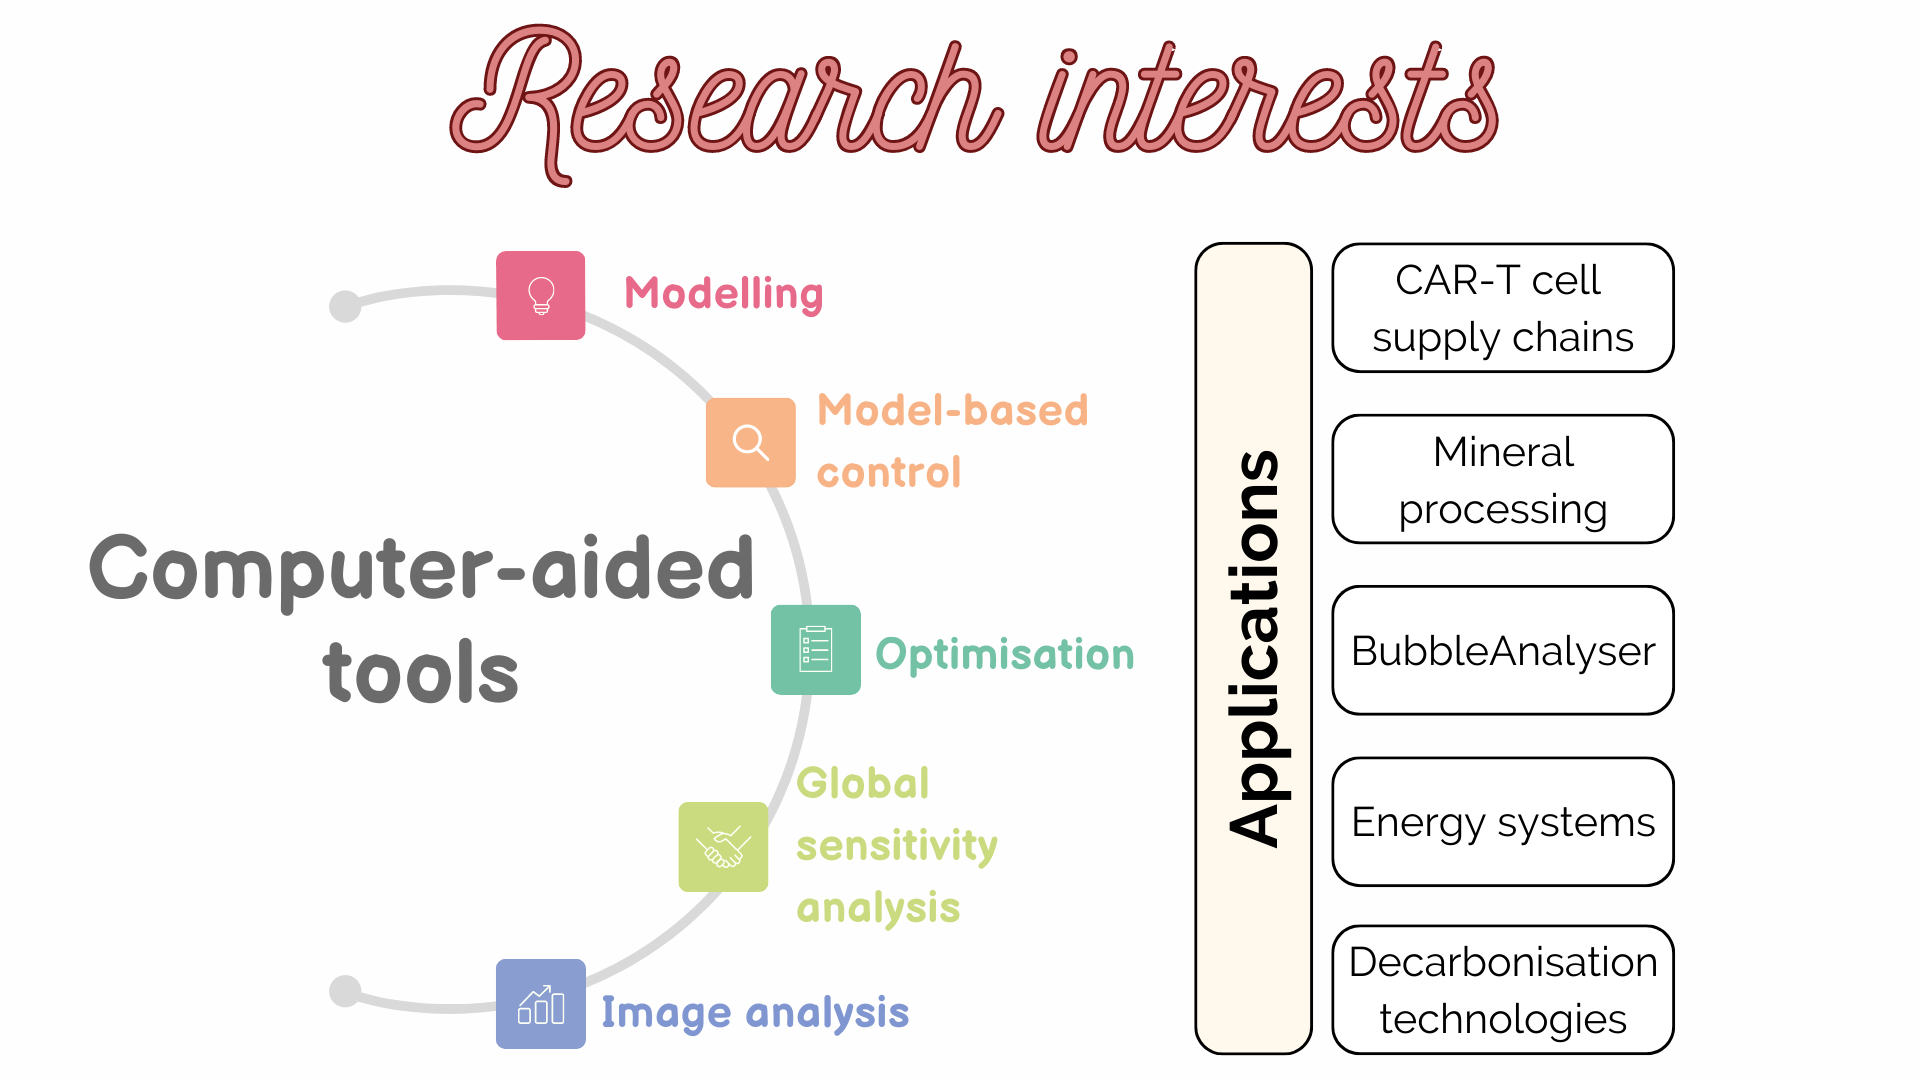 Research interests
Computer-aided
tools
Modelling
Model-based
control
Optimisation
Global
sensitivity
analysis
Image analysis
Applications
CAR-T cell
supply chains
Mineral
processing
BubbleAnalyser
Energy systems
Decarbonisation
technologies